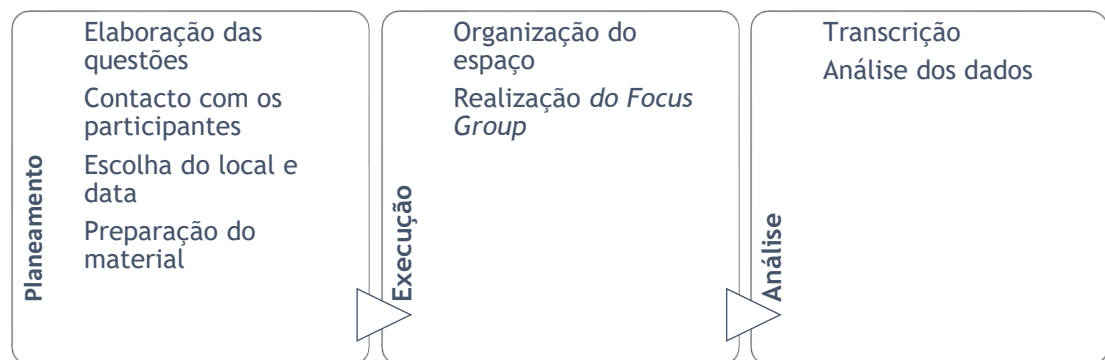 Planeamento
Elaboração das
questões
Contacto com os
participantes
Escolha do local e
data
Preparação do
material
Execução
Organização do
espaço
Realização do Focus
Group
Análise
Transcrição
Análise dos dados